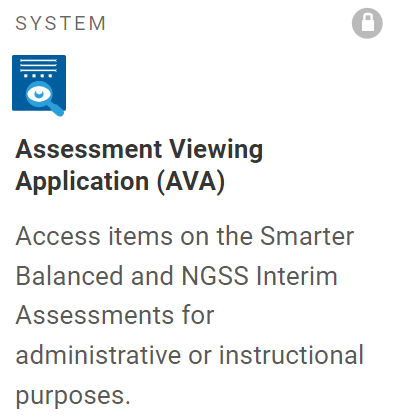 SYSTEM
Assessment Viewing
Application (AVA)
Access items on the Smarter
Balanced and NGSS Interim
Assessments for
administrative or instructional
purposes.